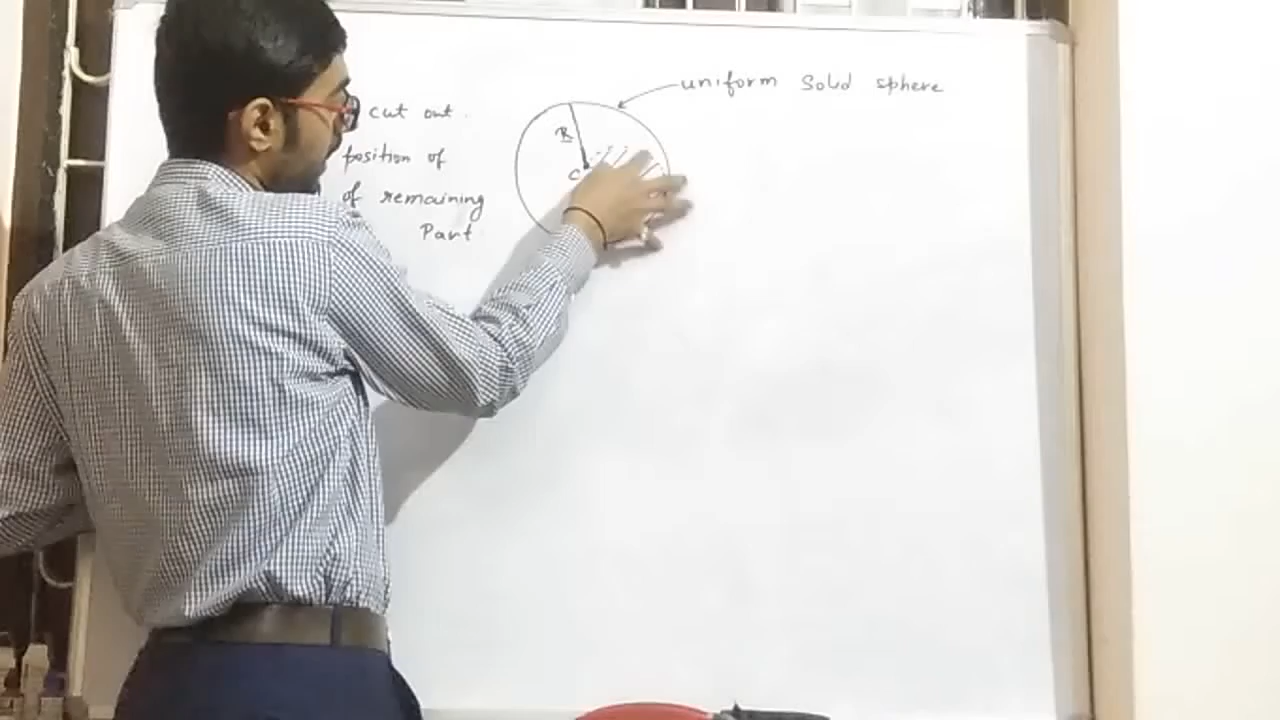 uniform solid sphere
cut out.
position of
of remaining
Part
R
C